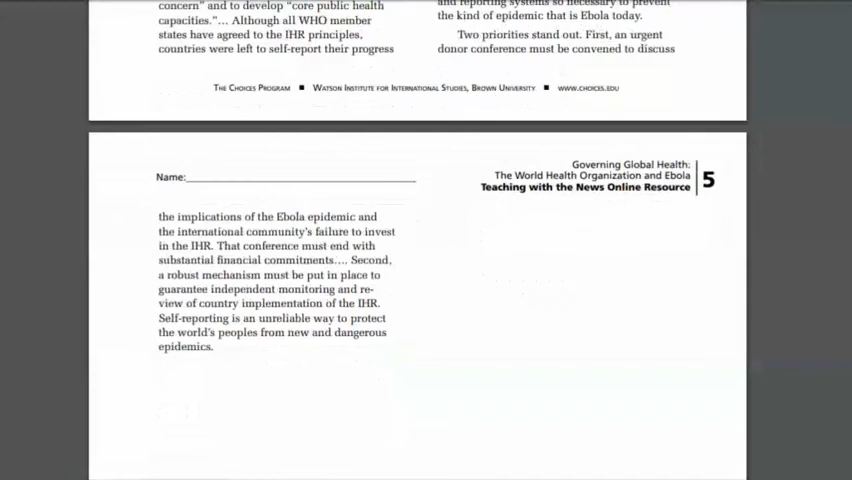 concern” and to develop “core public health
capacities.”… Although all WHO member
states have agreed to the IHR principles,
countries were left to self-report their progress
and reporting systems so necessary to prevent
the kind of epidemic that is Ebola today.
Two priorities stand out. First, an urgent
donor conference must be convened to discuss
The Choices Program ■ Watson Institute for International Studies, Brown University ■ www.choices.edu
Name:
Governing Global Health:
The World Health Organization and Ebola
Teaching with the News Online Resource
5
the implications of the Ebola epidemic and
the international community’s failure to invest
in the IHR. That conference must end with
substantial financial commitments…. Second,
a robust mechanism must be put in place to
guarantee independent monitoring and re-
view of country implementation of the IHR.
Self-reporting is an unreliable way to protect
the world’s peoples from new and dangerous
epidemics.